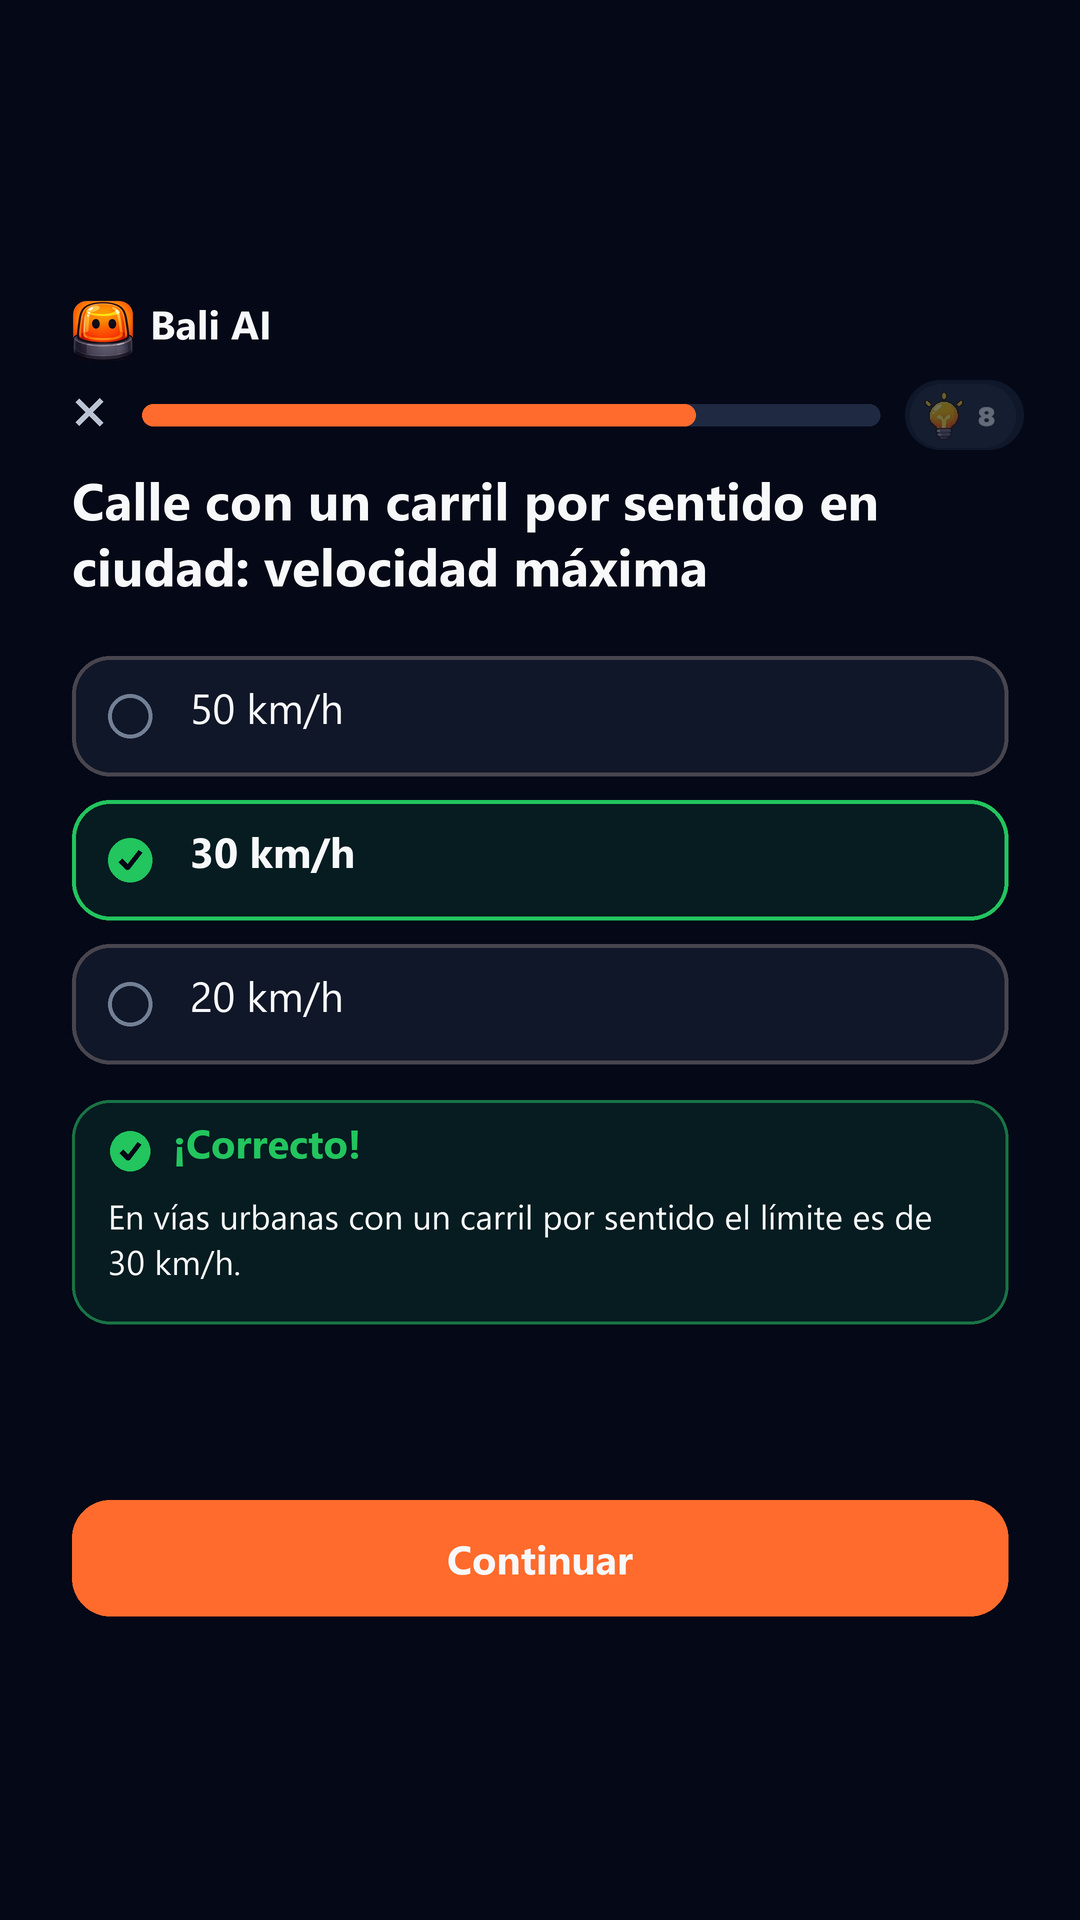 Bali AI
8
Calle con un carril por sentido en
ciudad: velocidad máxima
50 km/h
30 km/h
20 km/h
¡Correcto!
En vías urbanas con un carril por sentido el límite es de
30 km/h.
Continuar